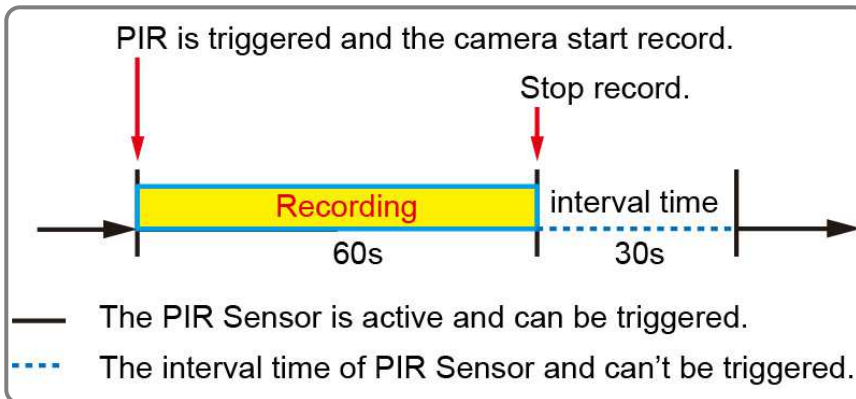 PIR is triggered and the camera start record.
Stop record.
Recording
interval time
60s
30s
The PIR Sensor is active and can be triggered.
The interval time of PIR Sensor and can't be triggered.